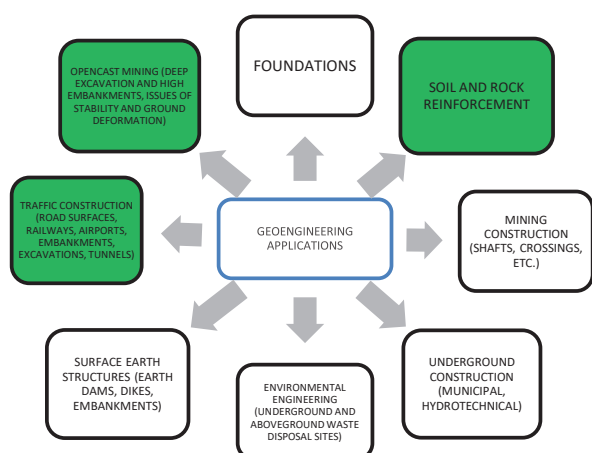 OPENCAST MINING (DEEP
EXCAVATION AND HIGH
EMBANKMENTS, ISSUES OF
STABILITY AND GROUND
DEFORMATION)
FOUNDATIONS
SOIL AND ROCK
REINFORCEMENT
TRAFFIC CONSTRUCTION
(ROAD SURFACES,
RAILWAYS, AIRPORTS,
EMBANKMENTS,
EXCAVATIONS, TUNNELS)
GEOENGINEERING
APPLICATIONS
MINING
CONSTRUCTION
(SHAFTS, CROSSINGS,
ETC.)
SURFACE EARTH
STRUCTURES (EARTH
DAMS, DIKES,
EMBANKMENTS)
ENVIRONMENTAL
ENGINEERING
(UNDERGROUND AND
ABOVEGROUND WASTE
DISPOSAL SITES)
UNDERGROUND
CONSTRUCTION
(MUNICIPAL,
HYDROTECHNICAL)